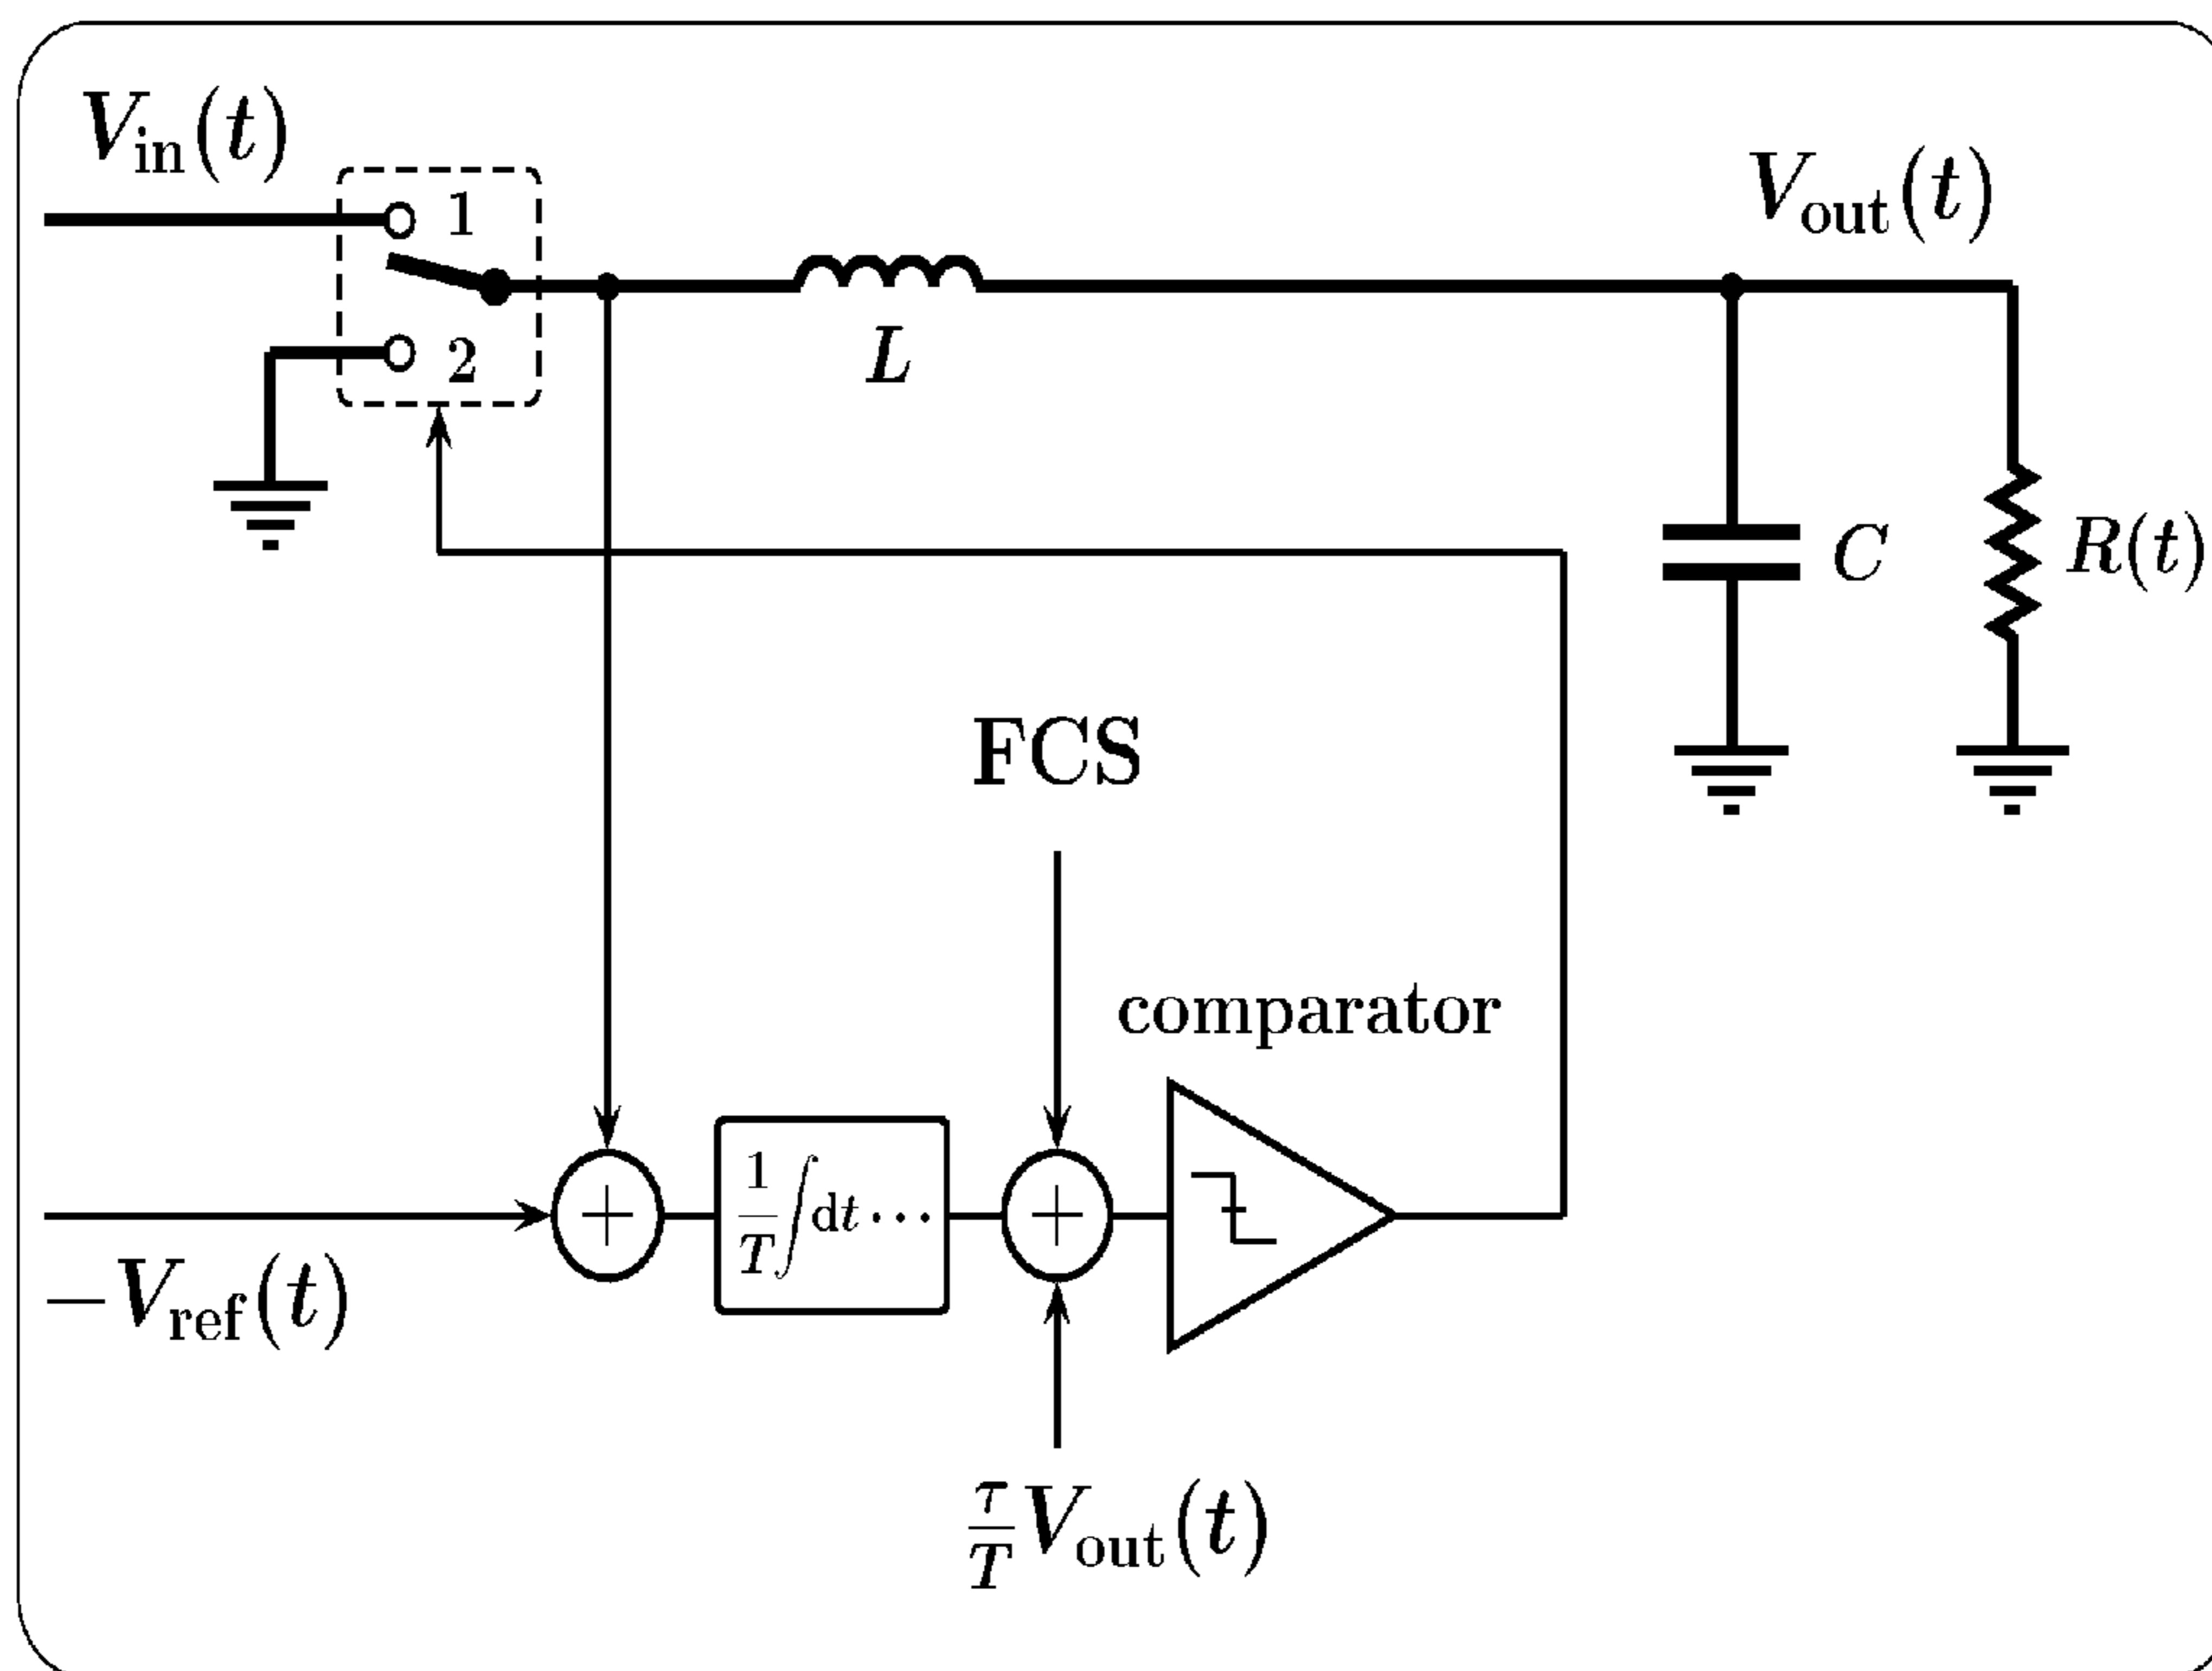 V_in(t)
1
2
L
V_out(t)
C
R(t)
FCS
comparator
1/T ∫dt ···
+
+
−V_ref(t)
τ/T V_out(t)